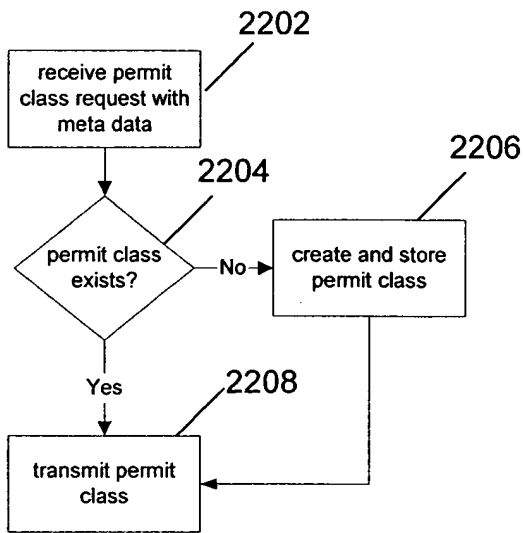 2202
receive permit
class request with
meta data
2204
permit class
exists?
No
2206
create and store
permit class
Yes
2208
transmit permit
class